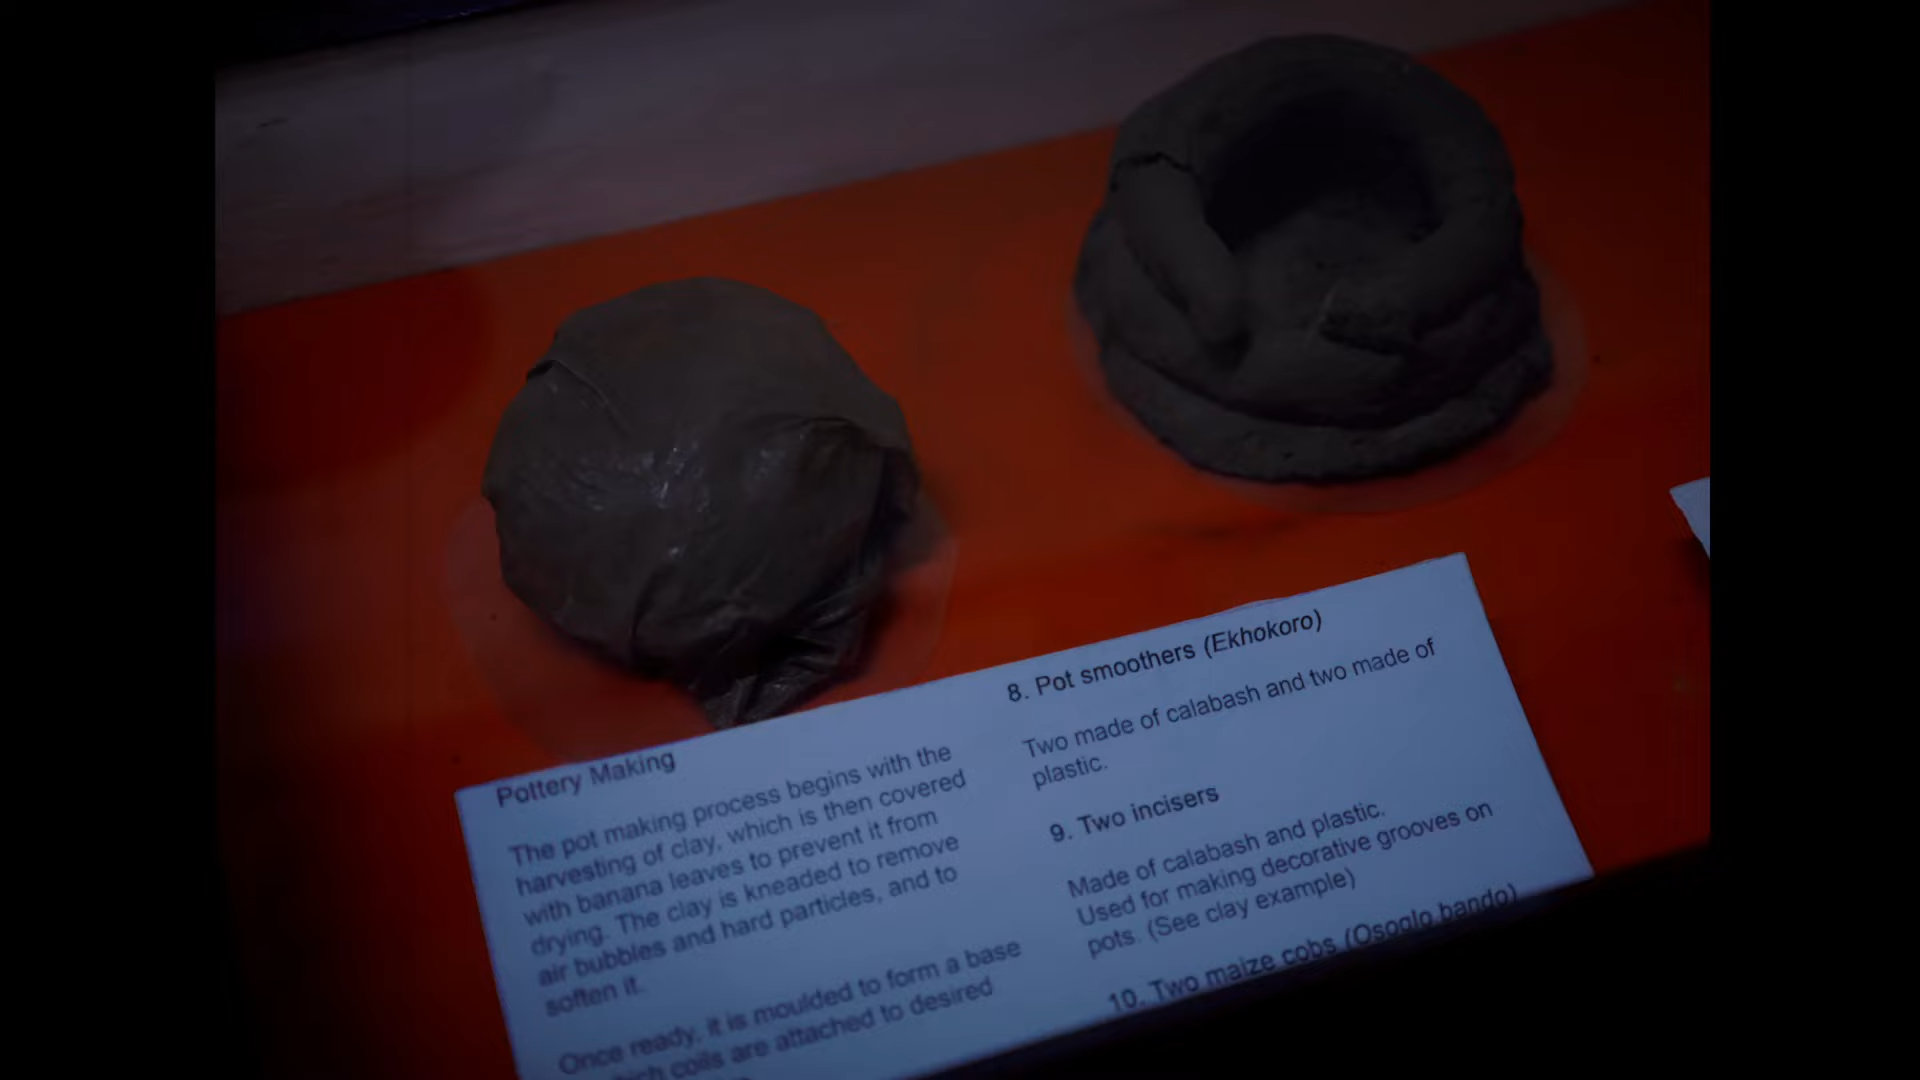 Pottery Making
The pot making process begins with the
harvesting of clay, which is then covered
with banana leaves to prevent it from
drying. The clay is kneaded to remove
air bubbles and hard particles, and to
soften it.
Once ready, it is moulded to form a base
which coils are attached to desired
8. Pot smoothers (Ekhokoro)
Two made of calabash and two made of
plastic.
9. Two incisers
Made of calabash and plastic.
Used for making decorative grooves on
pots. (See clay example)
10. Two maize cobs (Osoglo bando)